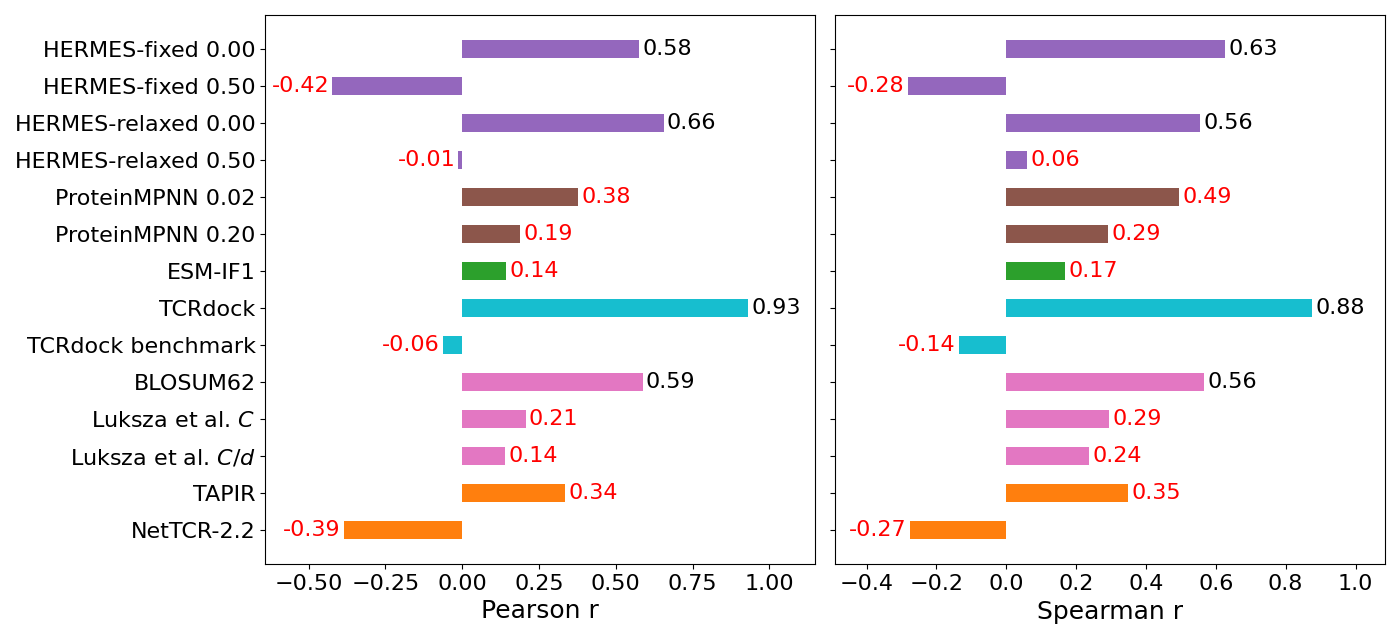 HERMES-fixed 0.00 0.58 0.63
HERMES-fixed 0.50 -0.42 -0.28
HERMES-relaxed 0.00 0.66 0.56
HERMES-relaxed 0.50 -0.01 0.06
ProteinMPNN 0.02 0.38 0.49
ProteinMPNN 0.20 0.19 0.29
ESM-IF1 0.14 0.17
TCRdock 0.93 0.88
TCRdock benchmark -0.06 -0.14
BLOSUM62 0.59 0.56
Luksza et al. C 0.21 0.29
Luksza et al. C/d 0.14 0.24
TAPIR 0.34 0.35
NetTCR-2.2 -0.39 -0.27
−0.50 −0.25 0.00 0.25 0.50 0.75 1.00 −0.4 −0.2 0.0 0.2 0.4 0.6 0.8 1.0
Pearson r Spearman r